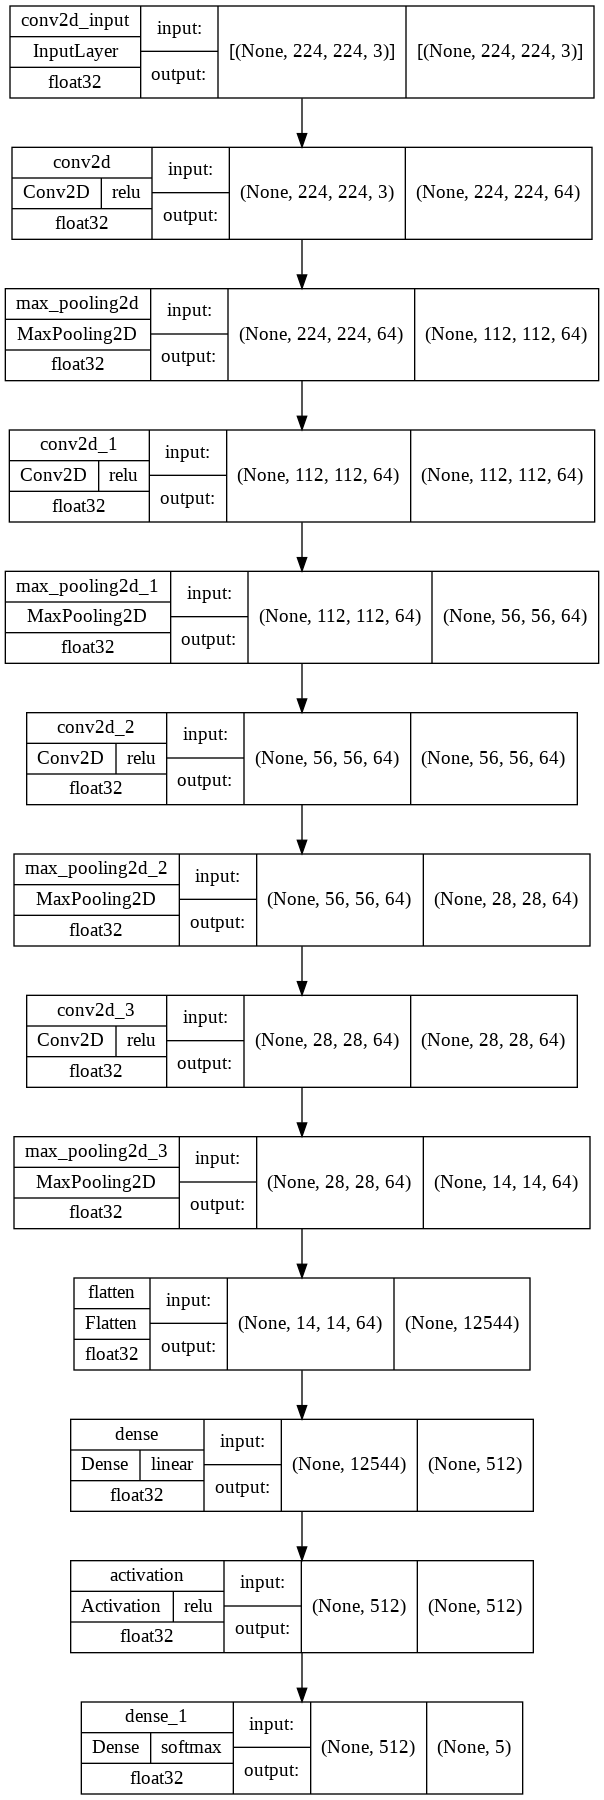 conv2d_input
InputLayer
float32
input:
output:
[(None, 224, 224, 3)]
[(None, 224, 224, 3)]
conv2d
Conv2D
relu
float32
input:
output:
(None, 224, 224, 3)
(None, 224, 224, 64)
max_pooling2d
MaxPooling2D
float32
input:
output:
(None, 224, 224, 64)
(None, 112, 112, 64)
conv2d_1
Conv2D
relu
float32
input:
output:
(None, 112, 112, 64)
(None, 112, 112, 64)
max_pooling2d_1
MaxPooling2D
float32
input:
output:
(None, 112, 112, 64)
(None, 56, 56, 64)
conv2d_2
Conv2D
relu
float32
input:
output:
(None, 56, 56, 64)
(None, 56, 56, 64)
max_pooling2d_2
MaxPooling2D
float32
input:
output:
(None, 56, 56, 64)
(None, 28, 28, 64)
conv2d_3
Conv2D
relu
float32
input:
output:
(None, 28, 28, 64)
(None, 28, 28, 64)
max_pooling2d_3
MaxPooling2D
float32
input:
output:
(None, 28, 28, 64)
(None, 14, 14, 64)
flatten
Flatten
float32
input:
output:
(None, 14, 14, 64)
(None, 12544)
dense
Dense
linear
float32
input:
output:
(None, 12544)
(None, 512)
activation
Activation
relu
float32
input:
output:
(None, 512)
(None, 512)
dense_1
Dense
softmax
float32
input:
output:
(None, 512)
(None, 5)